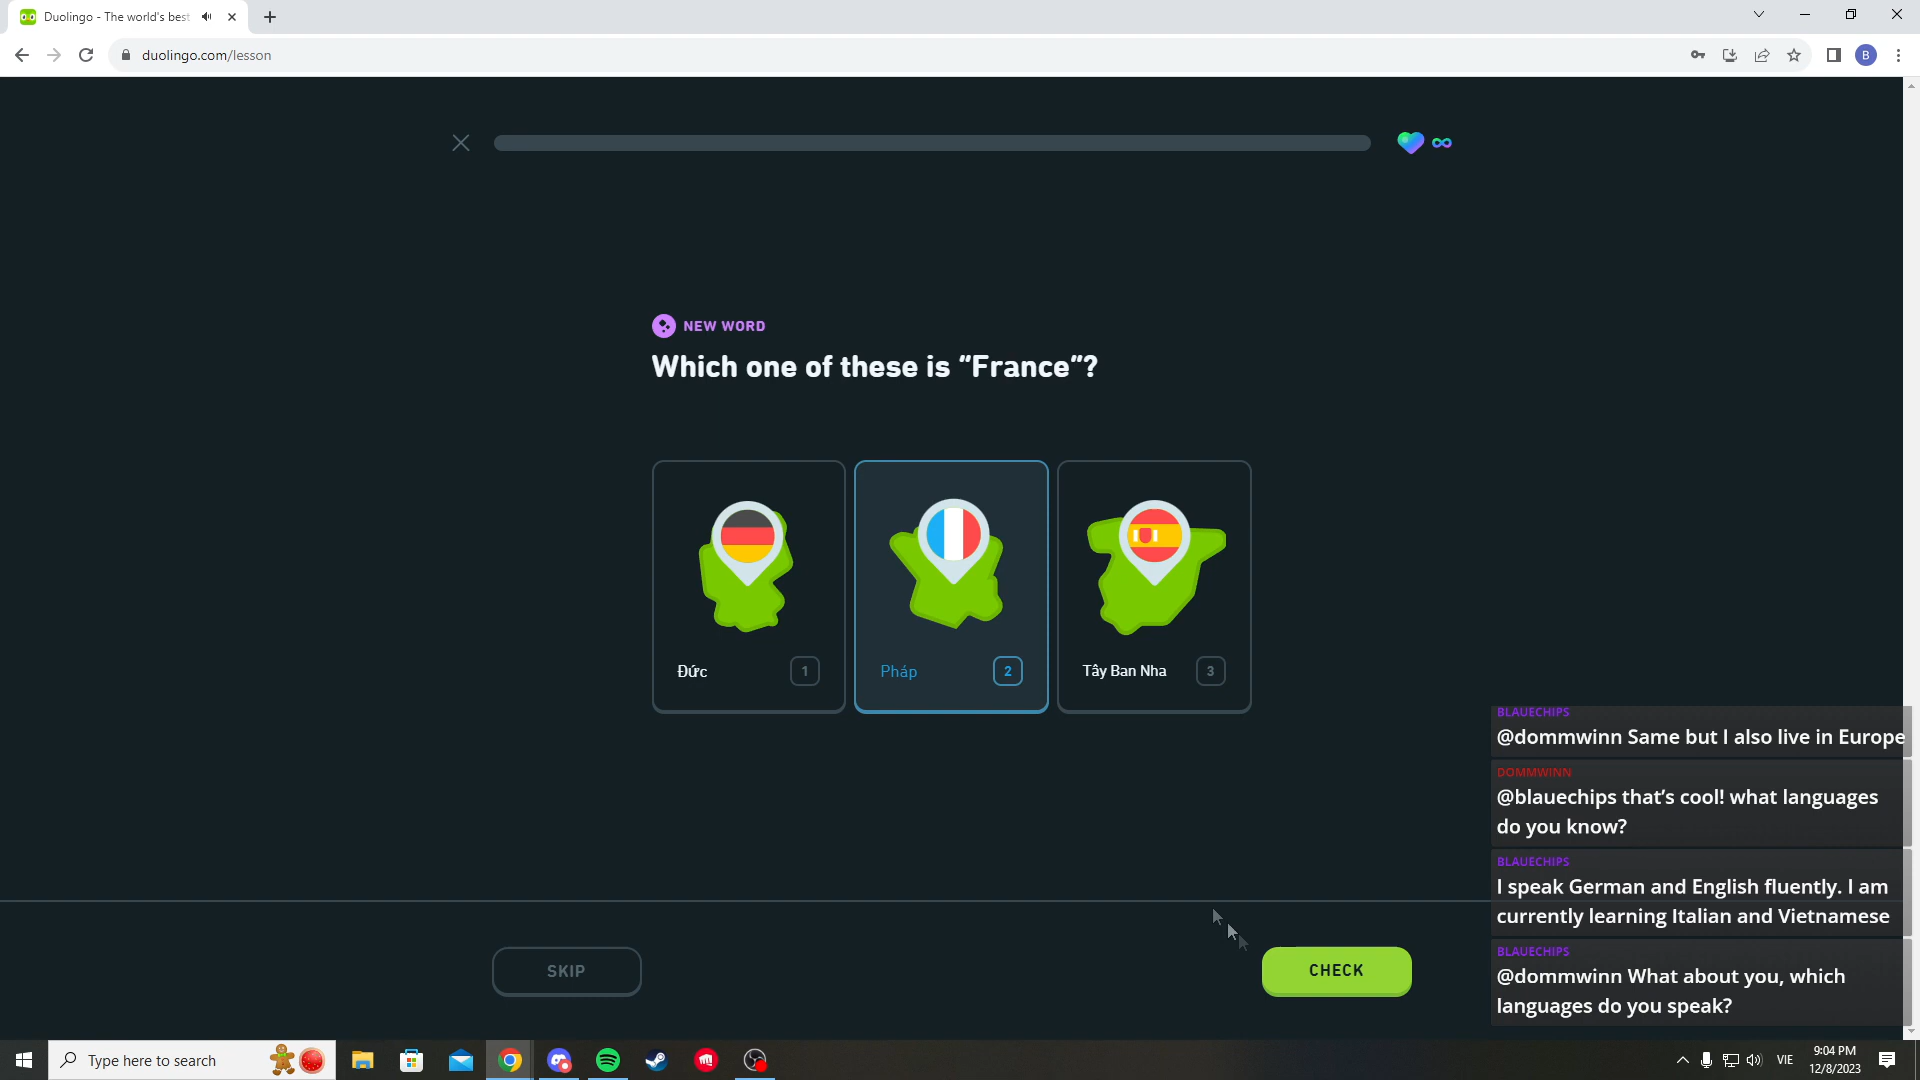 Duolingo - The world's best
duolingo.com/lesson
B
NEW WORD
Which one of these is “France”?
Đức 1
Pháp 2
Tây Ban Nha 3
BLAUECHIPS
@dommwinn Same but I also live in Europe
DOMMWINN
@blauechips that’s cool! what languages
do you know?
BLAUECHIPS
I speak German and English fluently. I am
currently learning Italian and Vietnamese
BLAUECHIPS
@dommwinn What about you, which
languages do you speak?
SKIP
CHECK
Type here to search
VIE
9:04 PM
12/8/2023